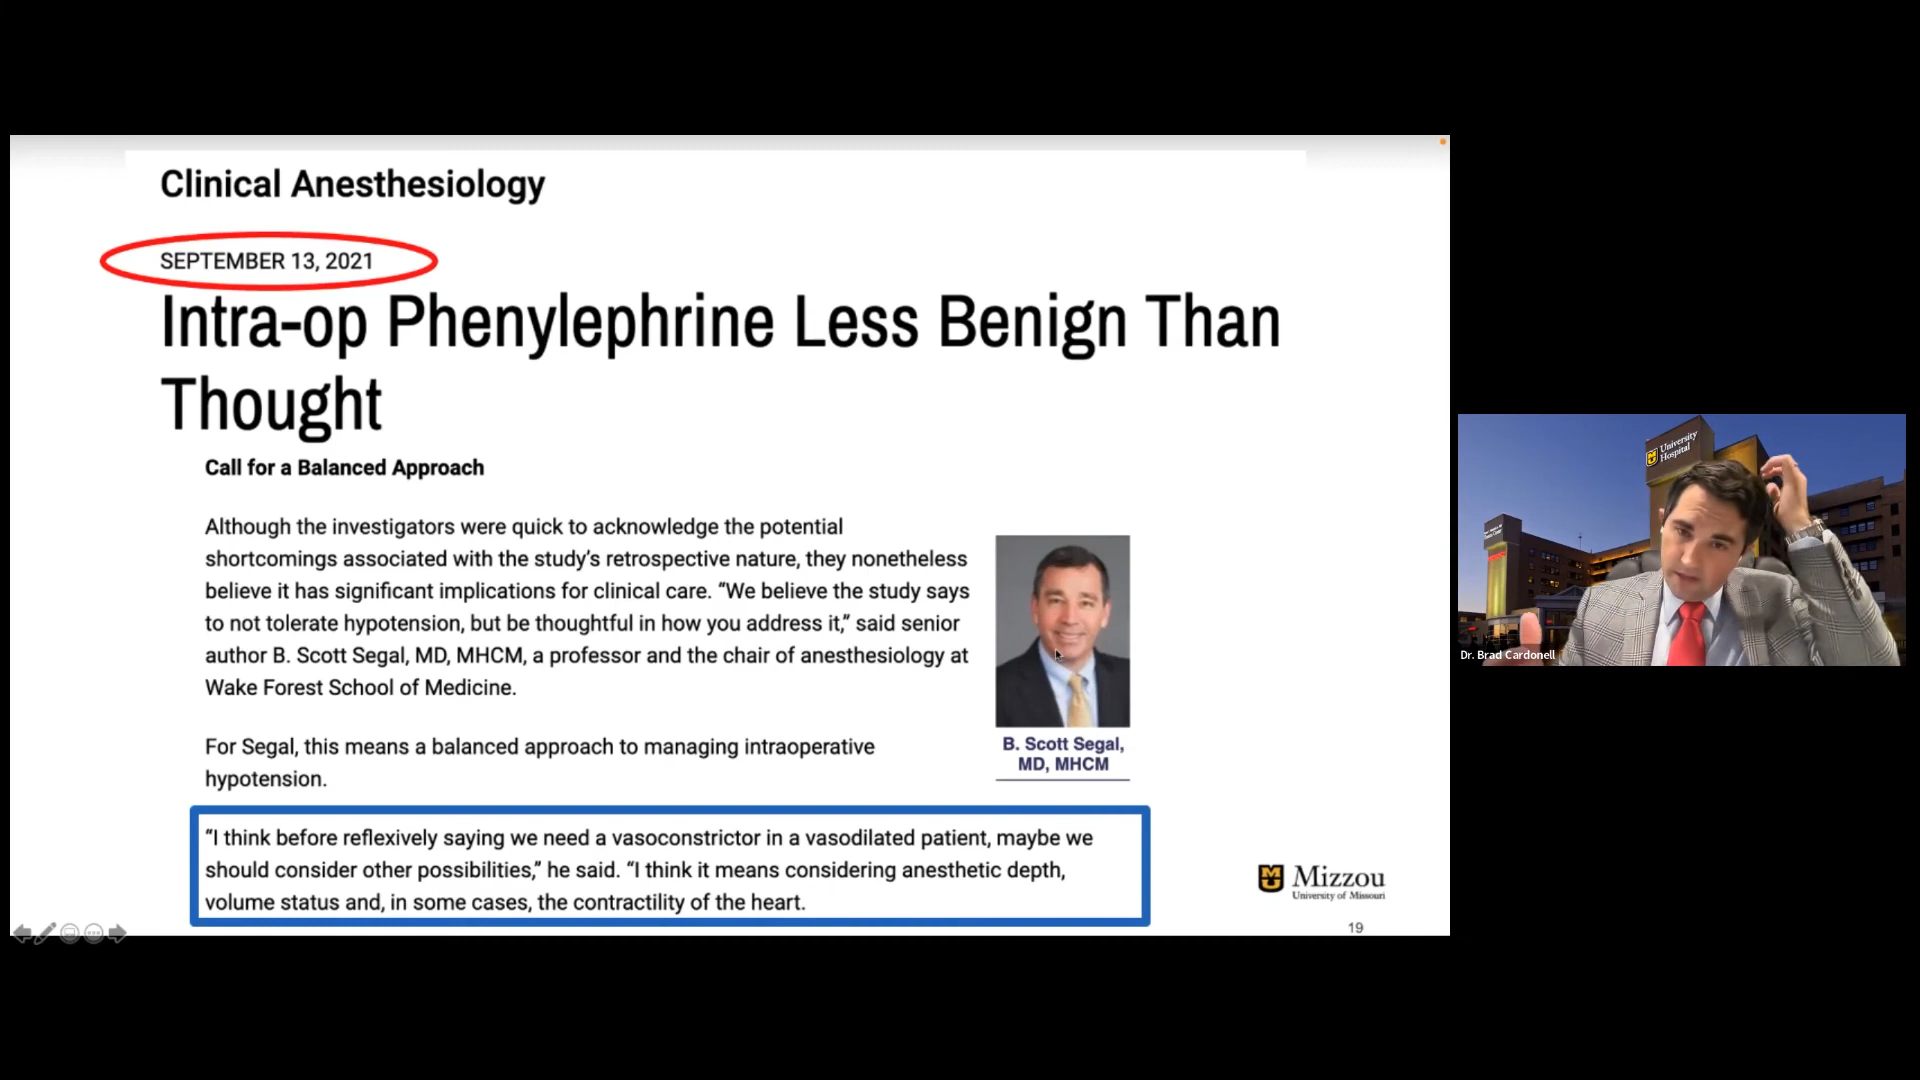 Clinical Anesthesiology
SEPTEMBER 13, 2021
Intra-op Phenylephrine Less Benign Than
Thought
Call for a Balanced Approach
Although the investigators were quick to acknowledge the potential
shortcomings associated with the study’s retrospective nature, they nonetheless
believe it has significant implications for clinical care. “We believe the study says
to not tolerate hypotension, but be thoughtful in how you address it,” said senior
author B. Scott Segal, MD, MHCM, a professor and the chair of anesthesiology at
Wake Forest School of Medicine.
For Segal, this means a balanced approach to managing intraoperative
hypotension.
B. Scott Segal,
MD, MHCM
“I think before reflexively saying we need a vasoconstrictor in a vasodilated patient, maybe we
should consider other possibilities,” he said. “I think it means considering anesthetic depth,
volume status and, in some cases, the contractility of the heart.
Mizzou
University of Missouri
19
University
Hospital
Dr. Brad Cardonell